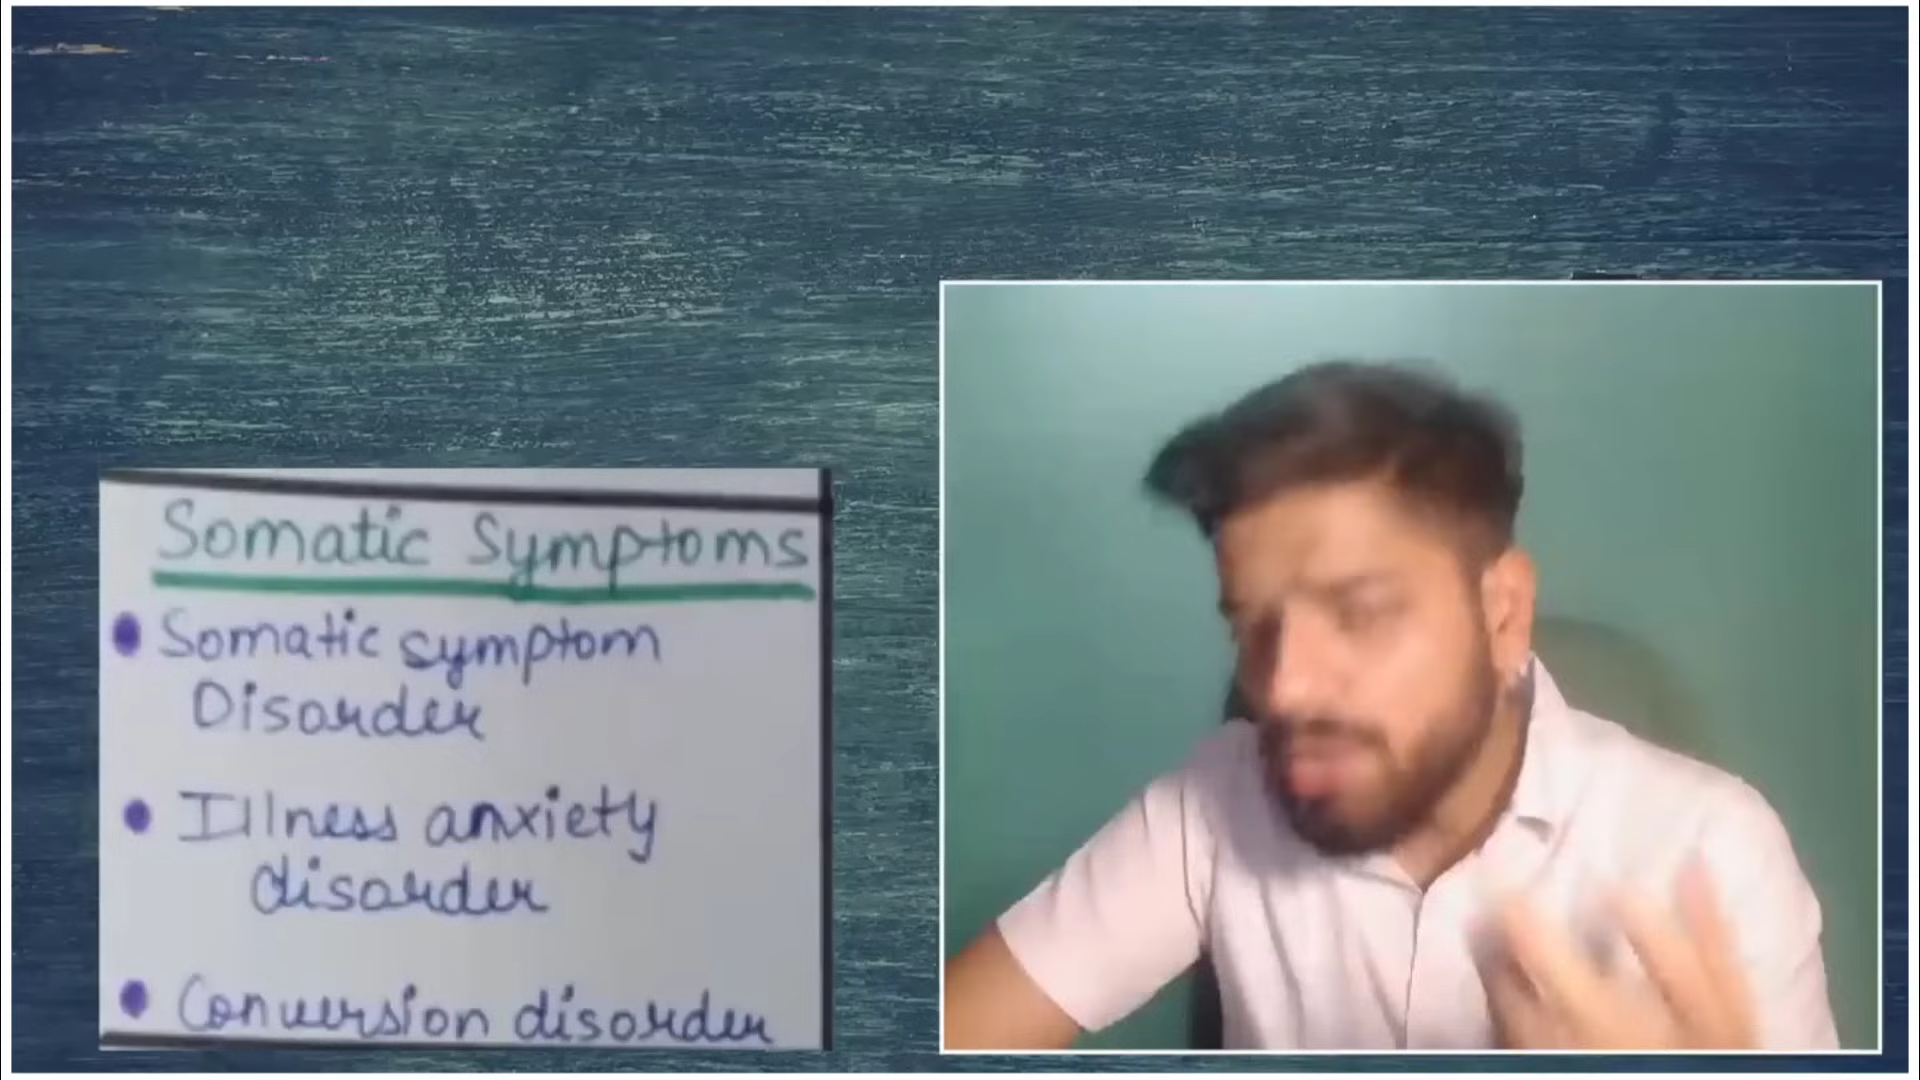 Somatic Symptoms
Somatic symptom
Disorder
Illness anxiety
disorder
Conversion disorder